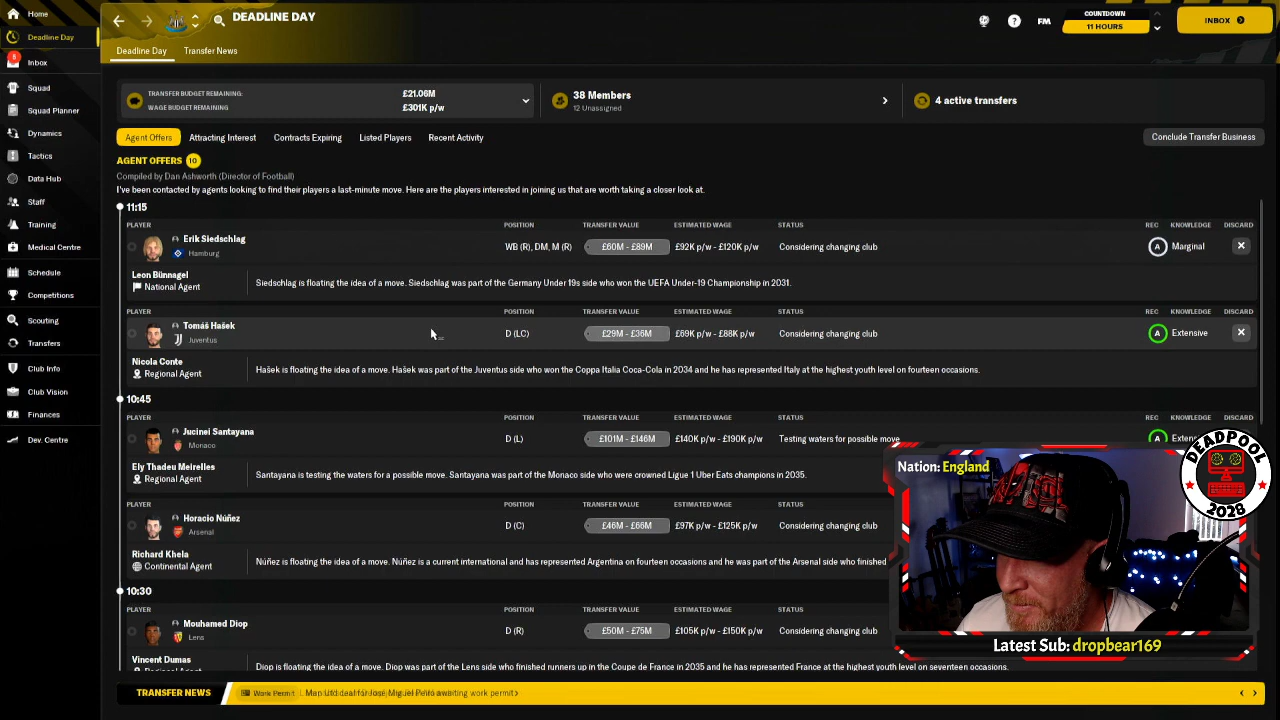 Home
Deadline Day
8
Inbox
Squad
Squad Planner
Dynamics
Tactics
Data Hub
Staff
Training
Medical Centre
Schedule
Competitions
Scouting
Transfers
Club Info
Club Vision
Finances
Dev. Centre
DEADLINE DAY
FM
COUNTDOWN
11 HOURS
INBOX
Deadline Day
Transfer News
TRANSFER BUDGET REMAINING:
£21.06M
WAGE BUDGET REMAINING
£301K p/w
38 Members
12 Unassigned
4 active transfers
Agent Offers
Attracting Interest
Contracts Expiring
Listed Players
Recent Activity
Conclude Transfer Business
AGENT OFFERS 10
Compiled by Dan Ashworth (Director of Football)
I've been contacted by agents looking to find their players a last-minute move. Here are the players interested in joining us that are worth taking a closer look at.
11:15
PLAYER POSITION TRANSFER VALUE ESTIMATED WAGE STATUS REC KNOWLEDGE DISCARD
Erik Siedschlag
Hamburg
WB (R), DM, M (R) £60M - £89M £92K p/w - £120K p/w Considering changing club A Marginal
Leon Bünnagel
National Agent
Siedschlag is floating the idea of a move. Siedschlag was part of the Germany Under 19s side who won the UEFA Under-19 Championship in 2031.
PLAYER POSITION TRANSFER VALUE ESTIMATED WAGE STATUS REC KNOWLEDGE DISCARD
Tomáš Hašek
Juventus
D (LC) £29M - £36M £69K p/w - £88K p/w Considering changing club A Extensive
Nicola Conte
Regional Agent
Hašek is floating the idea of a move. Hašek was part of the Juventus side who won the Coppa Italia Coca-Cola in 2034 and he has represented Italy at the highest youth level on fourteen occasions.
10:45
PLAYER POSITION TRANSFER VALUE ESTIMATED WAGE STATUS REC KNOWLEDGE DISCARD
Jucinei Santayana
Monaco
D (L) £101M - £146M £140K p/w - £190K p/w Testing waters for possible move A
Ely Thadeu Meirelles
Regional Agent
Santayana is testing the waters for a possible move. Santayana was part of the Monaco side who were crowned Ligue 1 Uber Eats champions in 2035.
PLAYER POSITION TRANSFER VALUE ESTIMATED WAGE STATUS
Horacio Núñez
Arsenal
D (C) £46M - £66M £97K p/w - £125K p/w Considering changing club
Richard Khela
Continental Agent
Núñez is floating the idea of a move. Núñez is a current international and has represented Argentina on fourteen occasions and he was part of the Arsenal side who finished
10:30
PLAYER POSITION TRANSFER VALUE ESTIMATED WAGE STATUS
Mouhamed Diop
Lens
D (R) £50M - £75M £105K p/w - £150K p/w Considering changing club
Vincent Dumas
Diop is floating the idea of a move. Diop was part of the Lens side who finished runners up in the Coupe de France in 2035 and he has represented France at the highest youth level on seventeen occasions.
TRANSFER NEWS
Work Permit
Nation: England
DEADPOOL
2028
Latest Sub: dropbear169